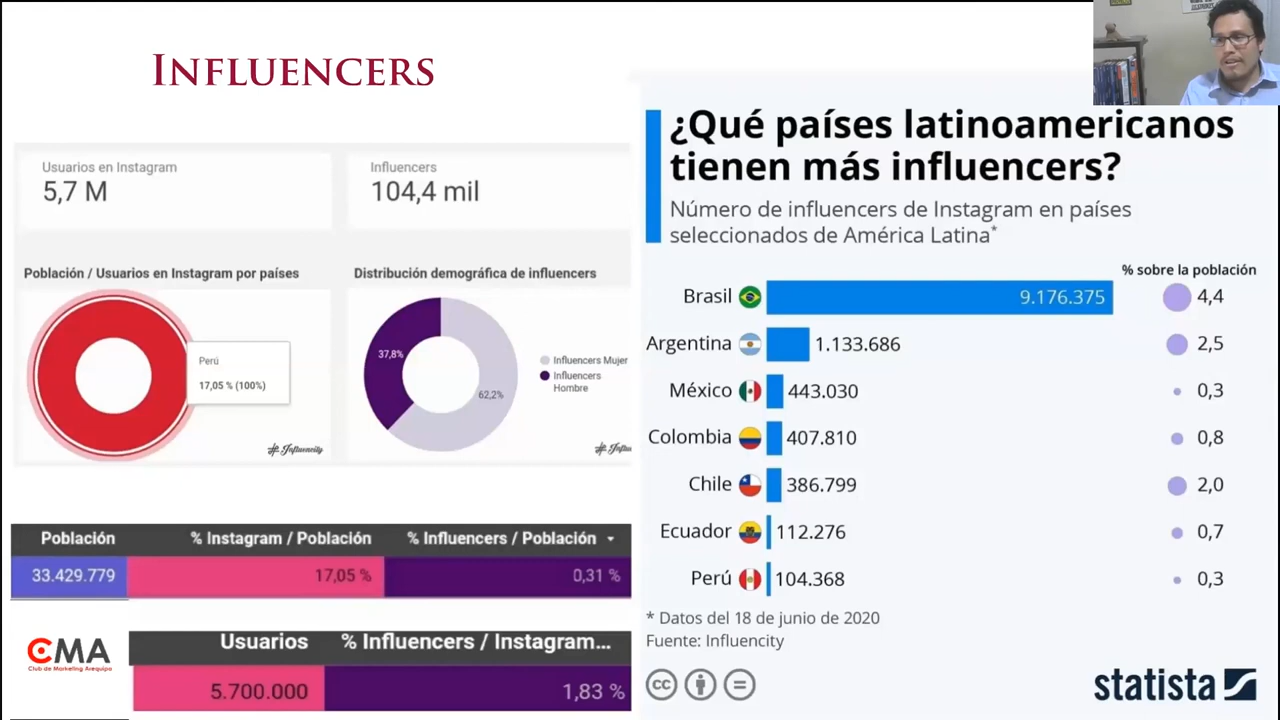 INFLUENCERS
Usuarios en Instagram
5,7 M
Influencers
104,4 mil
Población / Usuarios en Instagram por países
Perú
17,05 % (100%)
# Influencity
Distribución demográfica de influencers
37,8%
62,2%
Influencers Mujer
Influencers
Hombre
Población % Instagram / Población % Influencers / Población
33.429.779 17,05 % 0,31 %
Usuarios % Influencers / Instagram...
5.700.000 1,83 %
CMA
Club de Marketing Arequipa
¿Qué países latinoamericanos
tienen más influencers?
Número de influencers de Instagram en países
seleccionados de América Latina*
% sobre la población
Brasil 9.176.375 4,4
Argentina 1.133.686 2,5
México 443.030 0,3
Colombia 407.810 0,8
Chile 386.799 2,0
Ecuador 112.276 0,7
Perú 104.368 0,3
* Datos del 18 de junio de 2020
Fuente: Influencity
cc
statista